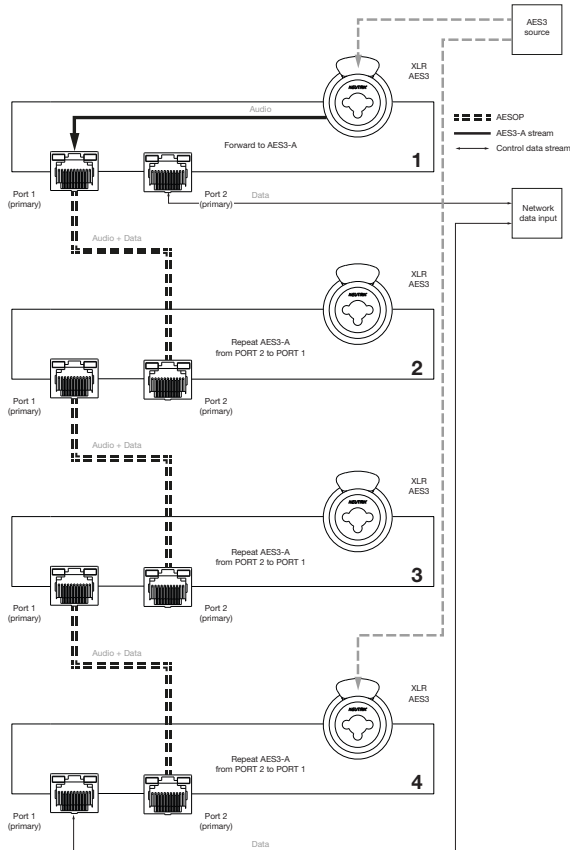 AES3
source
XLR
AES3
NEUTRIK
Audio
Forward to AES3-A
1
AESOP
AES3-A stream
Control data stream
Port 1
(primary)
Port 2
(primary)
Data
Network
data input
Audio + Data
XLR
AES3
NEUTRIK
Repeat AES3-A
from PORT 2 to PORT 1
2
Port 1
(primary)
Port 2
(primary)
Audio + Data
XLR
AES3
NEUTRIK
Repeat AES3-A
from PORT 2 to PORT 1
3
Port 1
(primary)
Port 2
(primary)
Audio + Data
XLR
AES3
NEUTRIK
Repeat AES3-A
from PORT 2 to PORT 1
4
Port 1
(primary)
Port 2
(primary)
Data